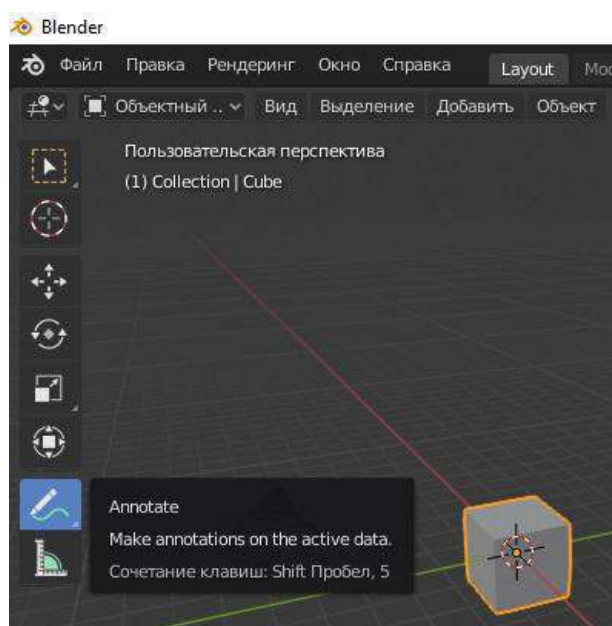 Blender
Файл Правка Рендеринг Окно Справка Layout
Объектный .. Вид Выделение Добавить Объект
Пользовательская перспектива
(1) Collection | Cube
Annotate
Make annotations on the active data.
Сочетание клавиш: Shift Пробел, 5